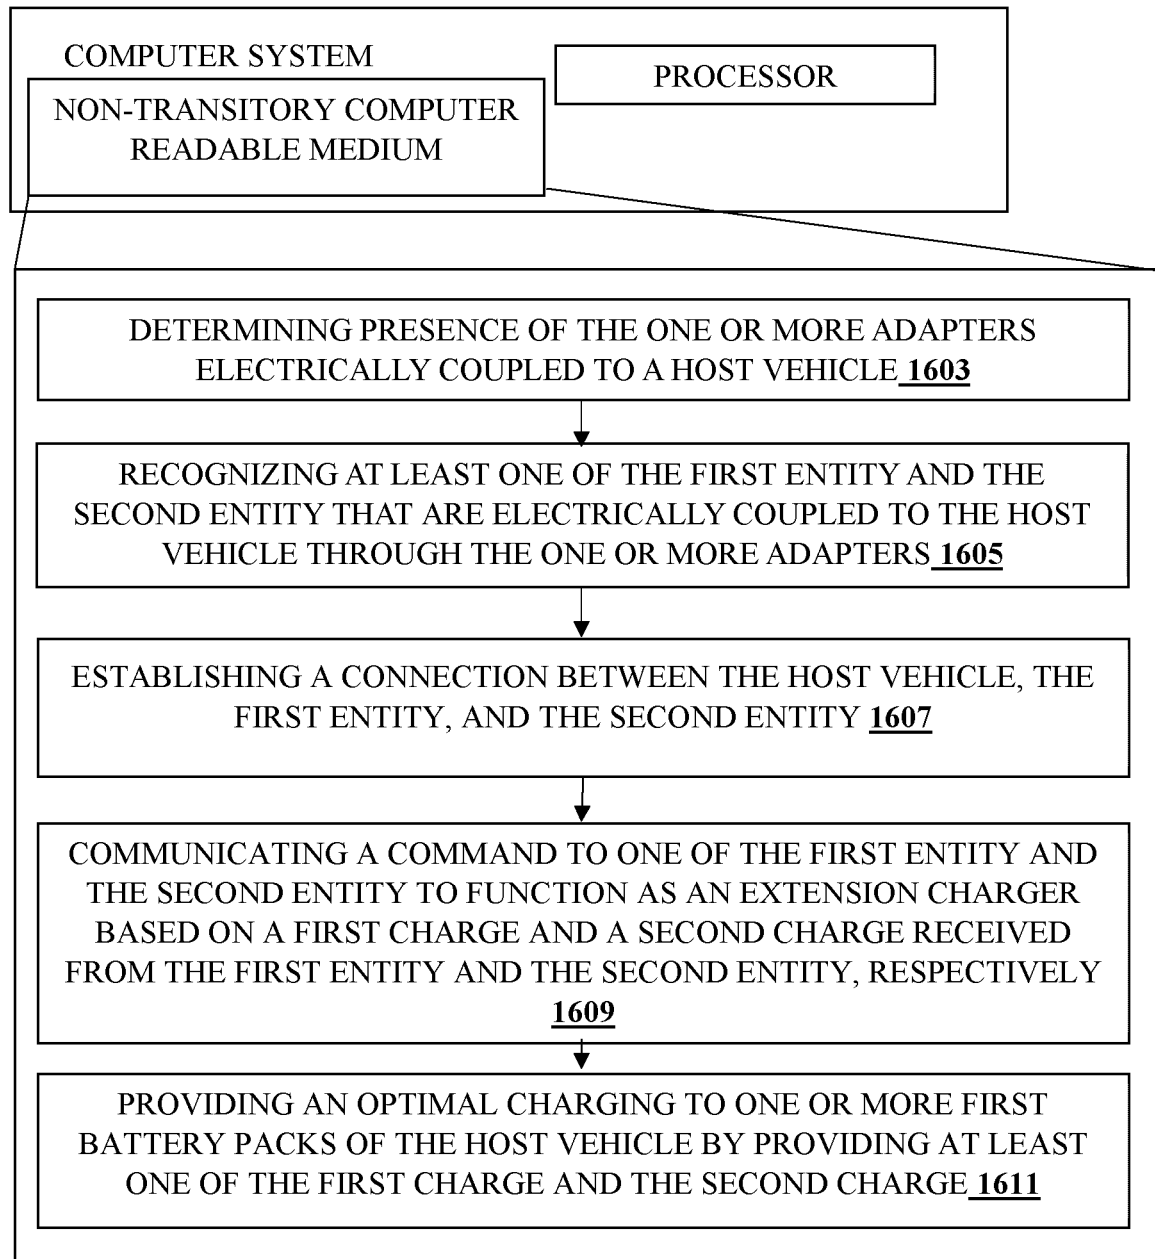 COMPUTER SYSTEM
PROCESSOR
NON-TRANSITORY COMPUTER
READABLE MEDIUM
DETERMINING PRESENCE OF THE ONE OR MORE ADAPTERS
ELECTRICALLY COUPLED TO A HOST VEHICLE 1603
RECOGNIZING AT LEAST ONE OF THE FIRST ENTITY AND THE
SECOND ENTITY THAT ARE ELECTRICALLY COUPLED TO THE HOST
VEHICLE THROUGH THE ONE OR MORE ADAPTERS 1605
ESTABLISHING A CONNECTION BETWEEN THE HOST VEHICLE, THE
FIRST ENTITY, AND THE SECOND ENTITY 1607
COMMUNICATING A COMMAND TO ONE OF THE FIRST ENTITY AND
THE SECOND ENTITY TO FUNCTION AS AN EXTENSION CHARGER
BASED ON A FIRST CHARGE AND A SECOND CHARGE RECEIVED
FROM THE FIRST ENTITY AND THE SECOND ENTITY, RESPECTIVELY
1609
PROVIDING AN OPTIMAL CHARGING TO ONE OR MORE FIRST
BATTERY PACKS OF THE HOST VEHICLE BY PROVIDING AT LEAST
ONE OF THE FIRST CHARGE AND THE SECOND CHARGE 1611